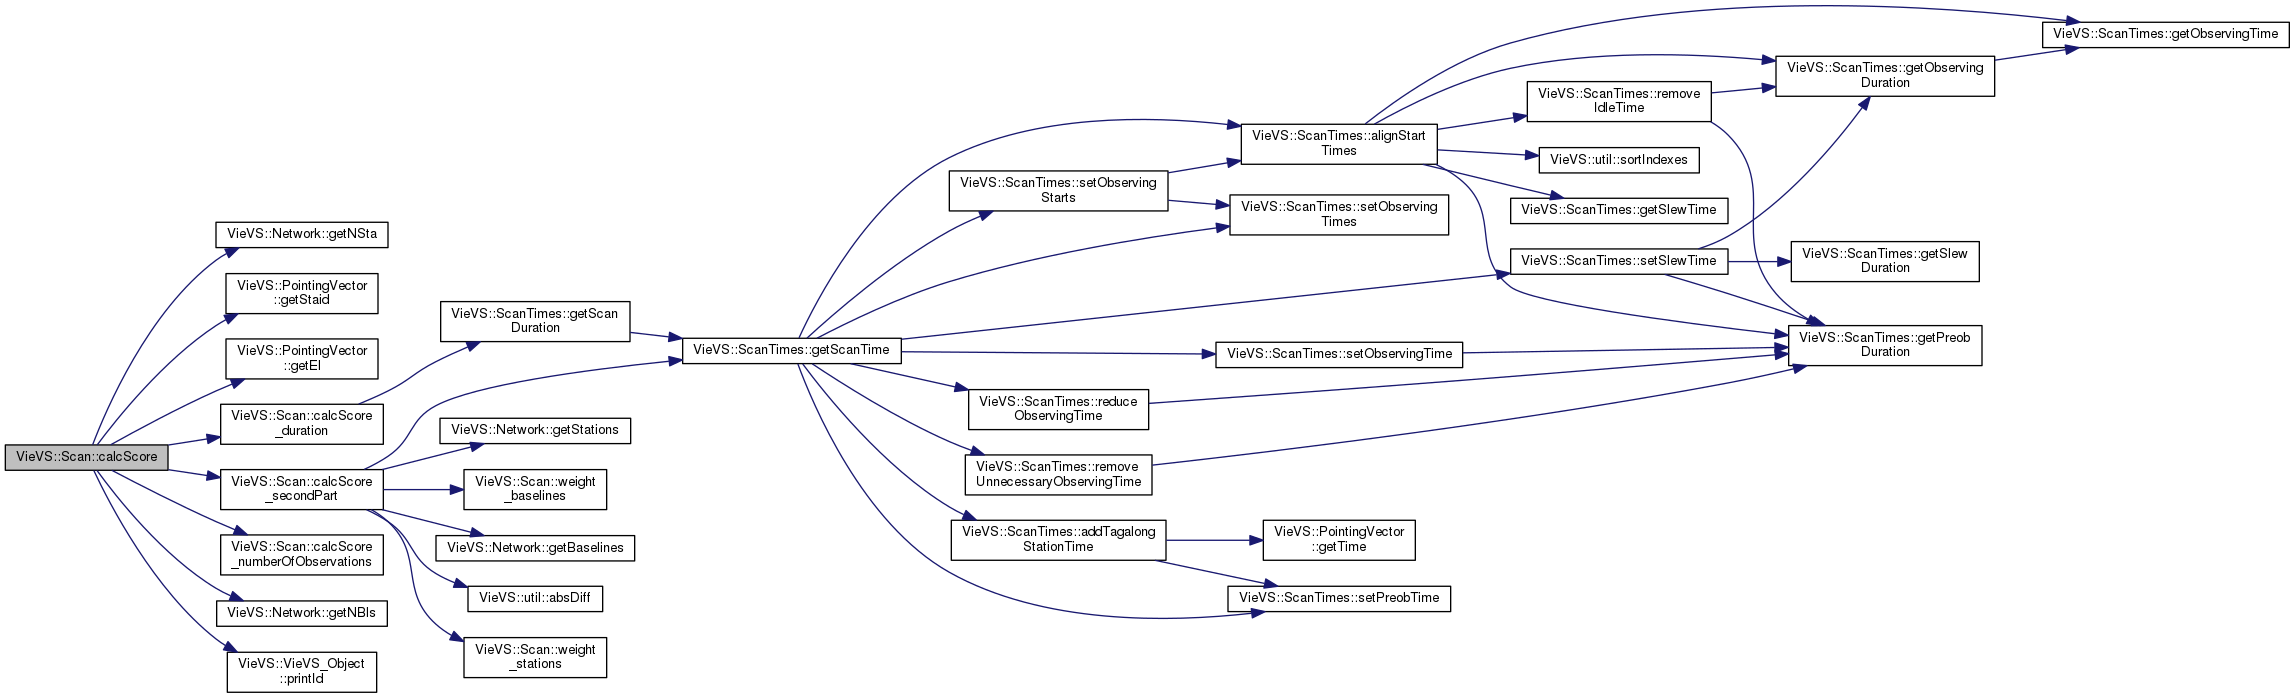 VieVS::Scan::calcScore
VieVS::Network::getNSta
VieVS::PointingVector
::getStaid
VieVS::PointingVector
::getEl
VieVS::Scan::calcScore
_duration
VieVS::Scan::calcScore
_secondPart
VieVS::Scan::calcScore
_numberOfObservations
VieVS::Network::getNBls
VieVS::VieVS_Object
::printId
VieVS::ScanTimes::getScan
Duration
VieVS::Network::getStations
VieVS::Scan::weight
_baselines
VieVS::Network::getBaselines
VieVS::util::absDiff
VieVS::Scan::weight
_stations
VieVS::ScanTimes::getScanTime
VieVS::ScanTimes::setObserving
Starts
VieVS::ScanTimes::reduce
ObservingTime
VieVS::ScanTimes::remove
UnnecessaryObservingTime
VieVS::ScanTimes::addTagalong
StationTime
VieVS::ScanTimes::alignStart
Times
VieVS::ScanTimes::setObserving
Times
VieVS::ScanTimes::setObservingTime
VieVS::PointingVector
::getTime
VieVS::ScanTimes::setPreobTime
VieVS::ScanTimes::remove
IdleTime
VieVS::util::sortIndexes
VieVS::ScanTimes::getSlewTime
VieVS::ScanTimes::setSlewTime
VieVS::ScanTimes::getObserving
Duration
VieVS::ScanTimes::getSlew
Duration
VieVS::ScanTimes::getPreob
Duration
VieVS::ScanTimes::getObservingTime